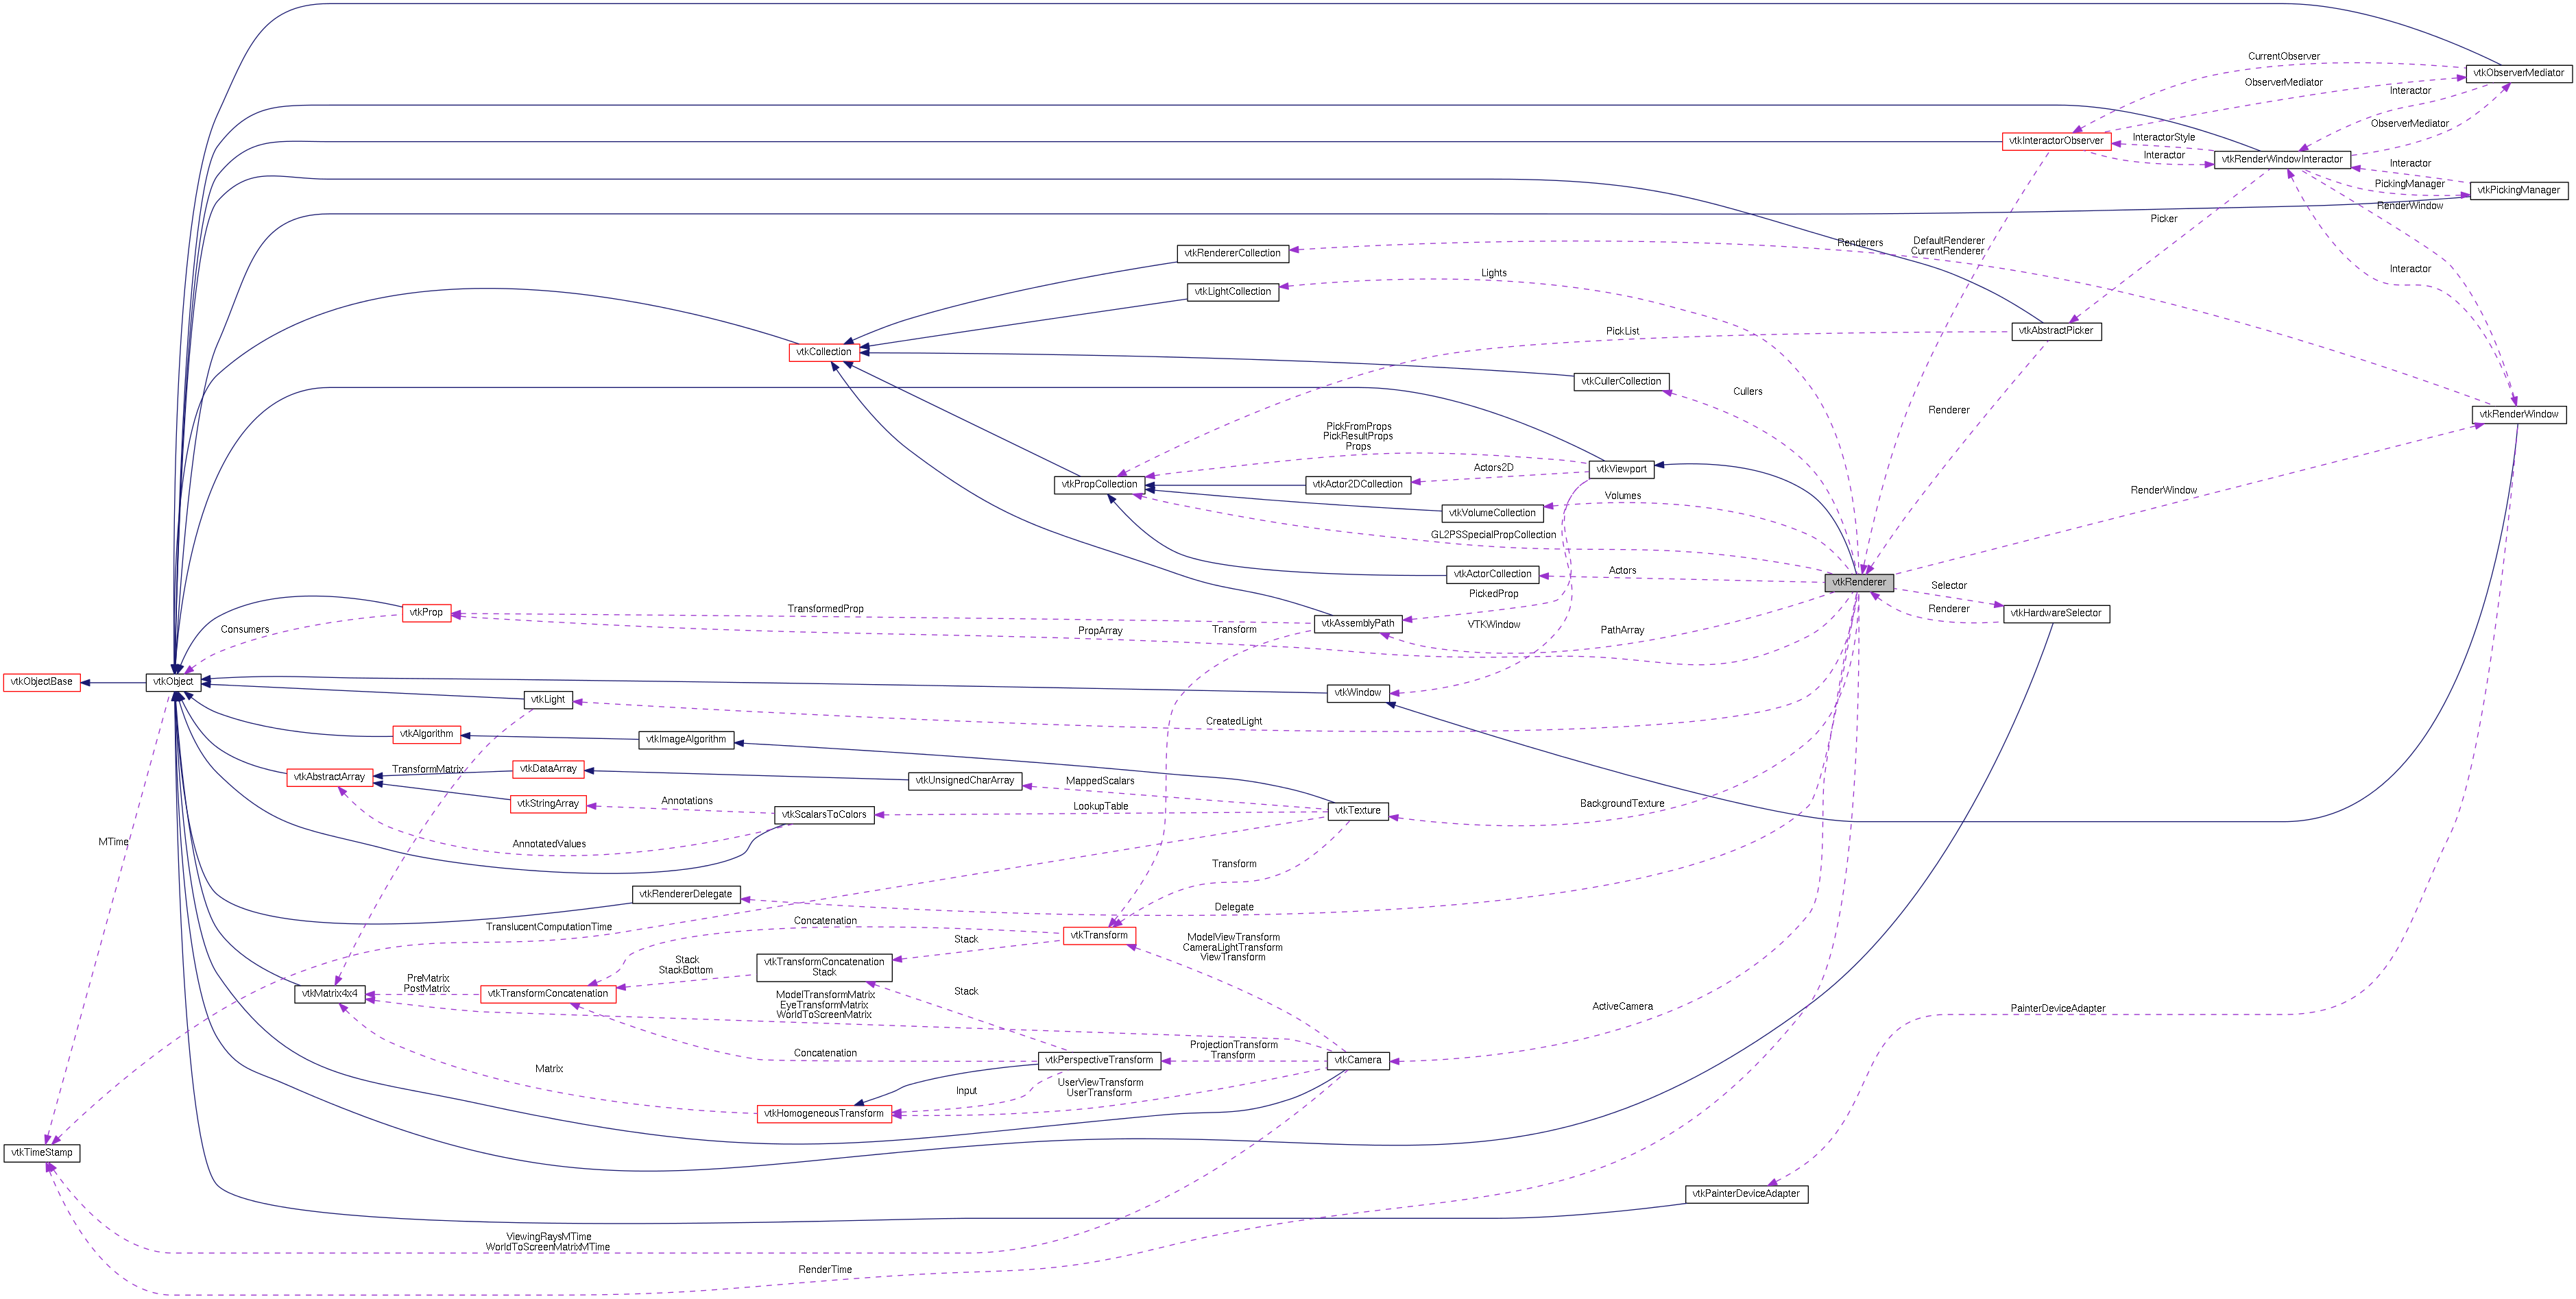 CurrentObserver
vtkObserverMediator
ObserverMediator
Interactor
ObserverMediator
vtkInteractorObserver
InteractorStyle
Interactor
vtkRenderWindowInteractor
Interactor
PickingManager
vtkPickingManager
RenderWindow
Picker
vtkRendererCollection
Renderers
DefaultRenderer
CurrentRenderer
Interactor
Lights
vtkLightCollection
PickList
vtkAbstractPicker
vtkCollection
vtkCullerCollection
Cullers
Renderer
vtkRenderWindow
PickFromProps
PickResultProps
Props
Actors2D
vtkViewport
vtkPropCollection
vtkActor2DCollection
Volumes
vtkVolumeCollection
RenderWindow
GL2PSSpecialPropCollection
vtkActorCollection
Actors
vtkRenderer
Selector
PickedProp
Renderer
vtkHardwareSelector
vtkProp
TransformedProp
Consumers
PropArray
Transform
vtkAssemblyPath
VTKWindow
PathArray
vtkObjectBase
vtkObject
vtkLight
vtkWindow
CreatedLight
vtkAlgorithm
vtkImageAlgorithm
vtkAbstractArray
TransformMatrix
vtkDataArray
vtkUnsignedCharArray
MappedScalars
vtkStringArray
Annotations
vtkScalarsToColors
LookupTable
vtkTexture
BackgroundTexture
MTime
AnnotatedValues
Transform
vtkRendererDelegate
Delegate
TranslucentComputationTime
Concatenation
vtkTransform
Stack
ModelViewTransform
CameraLightTransform
ViewTransform
Stack
StackBottom
vtkTransformConcatenation
Stack
PreMatrix
PostMatrix
vtkMatrix4x4
vtkTransformConcatenation
Stack
ModelTransformMatrix
EyeTransformMatrix
WorldToScreenMatrix
ActiveCamera
PainterDeviceAdapter
Concatenation
vtkPerspectiveTransform
ProjectionTransform
Transform
vtkCamera
Matrix
Input
UserViewTransform
UserTransform
vtkHomogeneousTransform
vtkTimeStamp
vtkPainterDeviceAdapter
ViewingRaysMTime
WorldToScreenMatrixMTime
RenderTime